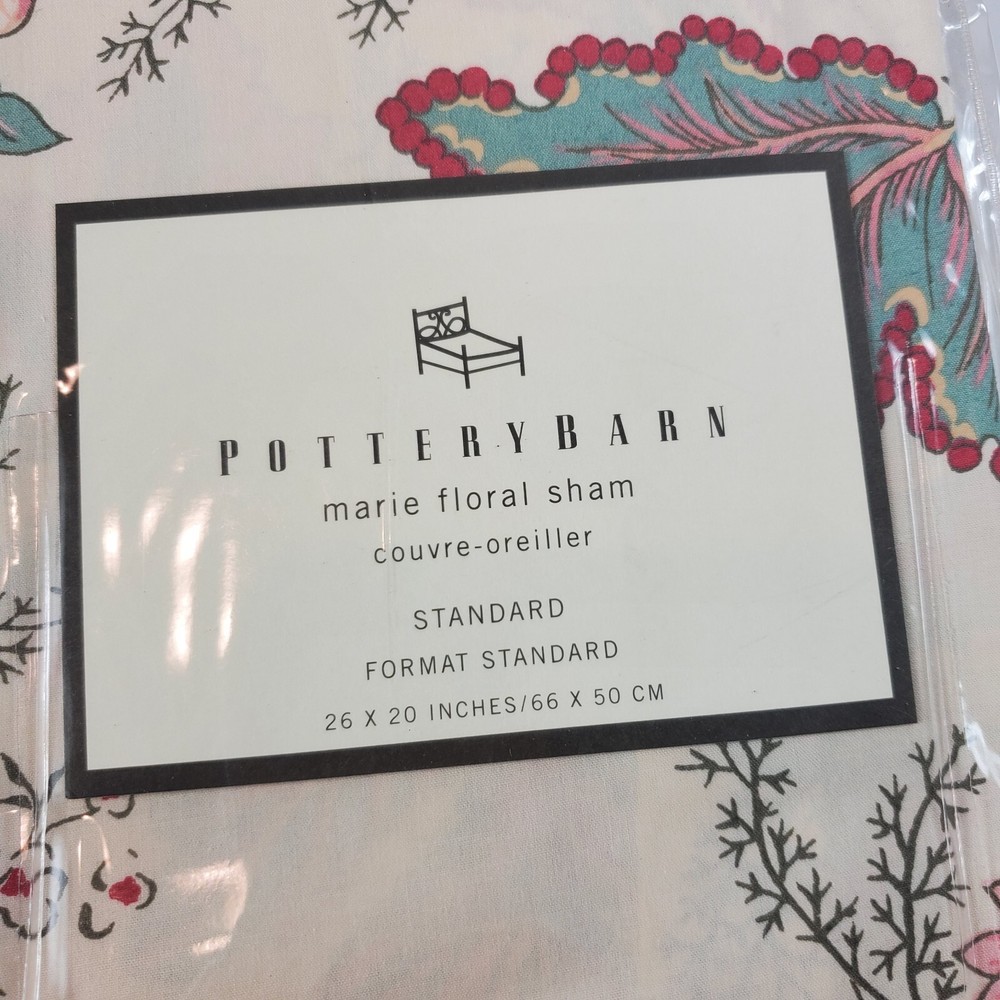 POTTERYBARN
marie floral sham
couvre-oreiller
STANDARD
FORMAT STANDARD
26 X 20 INCHES/66 X 50 CM